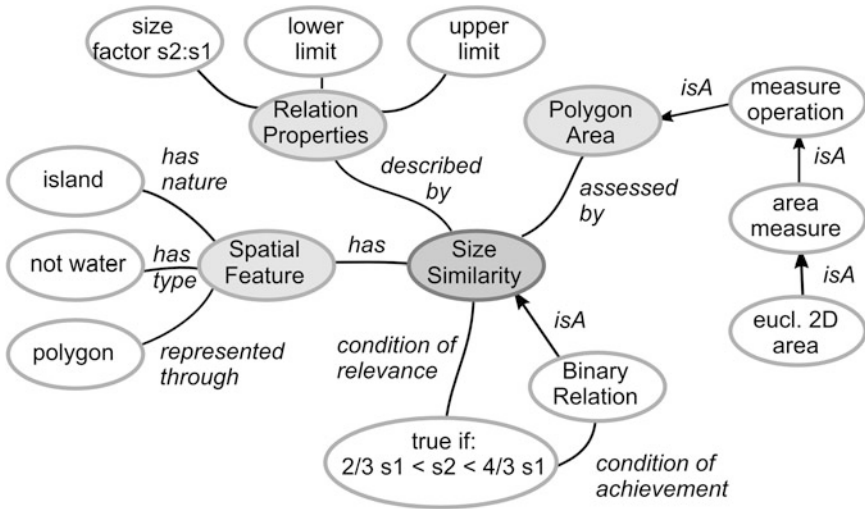 size
factor s2:s1
lower
limit
upper
limit
Relation
Properties
Polygon
Area
isA
measure
operation
has
nature
described
by
isA
island
assessed
by
area
measure
not water
has
type
Spatial
Feature
has
Size
Similarity
isA
eucl. 2D
area
polygon
represented
through
condition of
relevance
isA
Binary
Relation
true if:
2/3 s1 < s2 < 4/3 s1
condition of
achievement